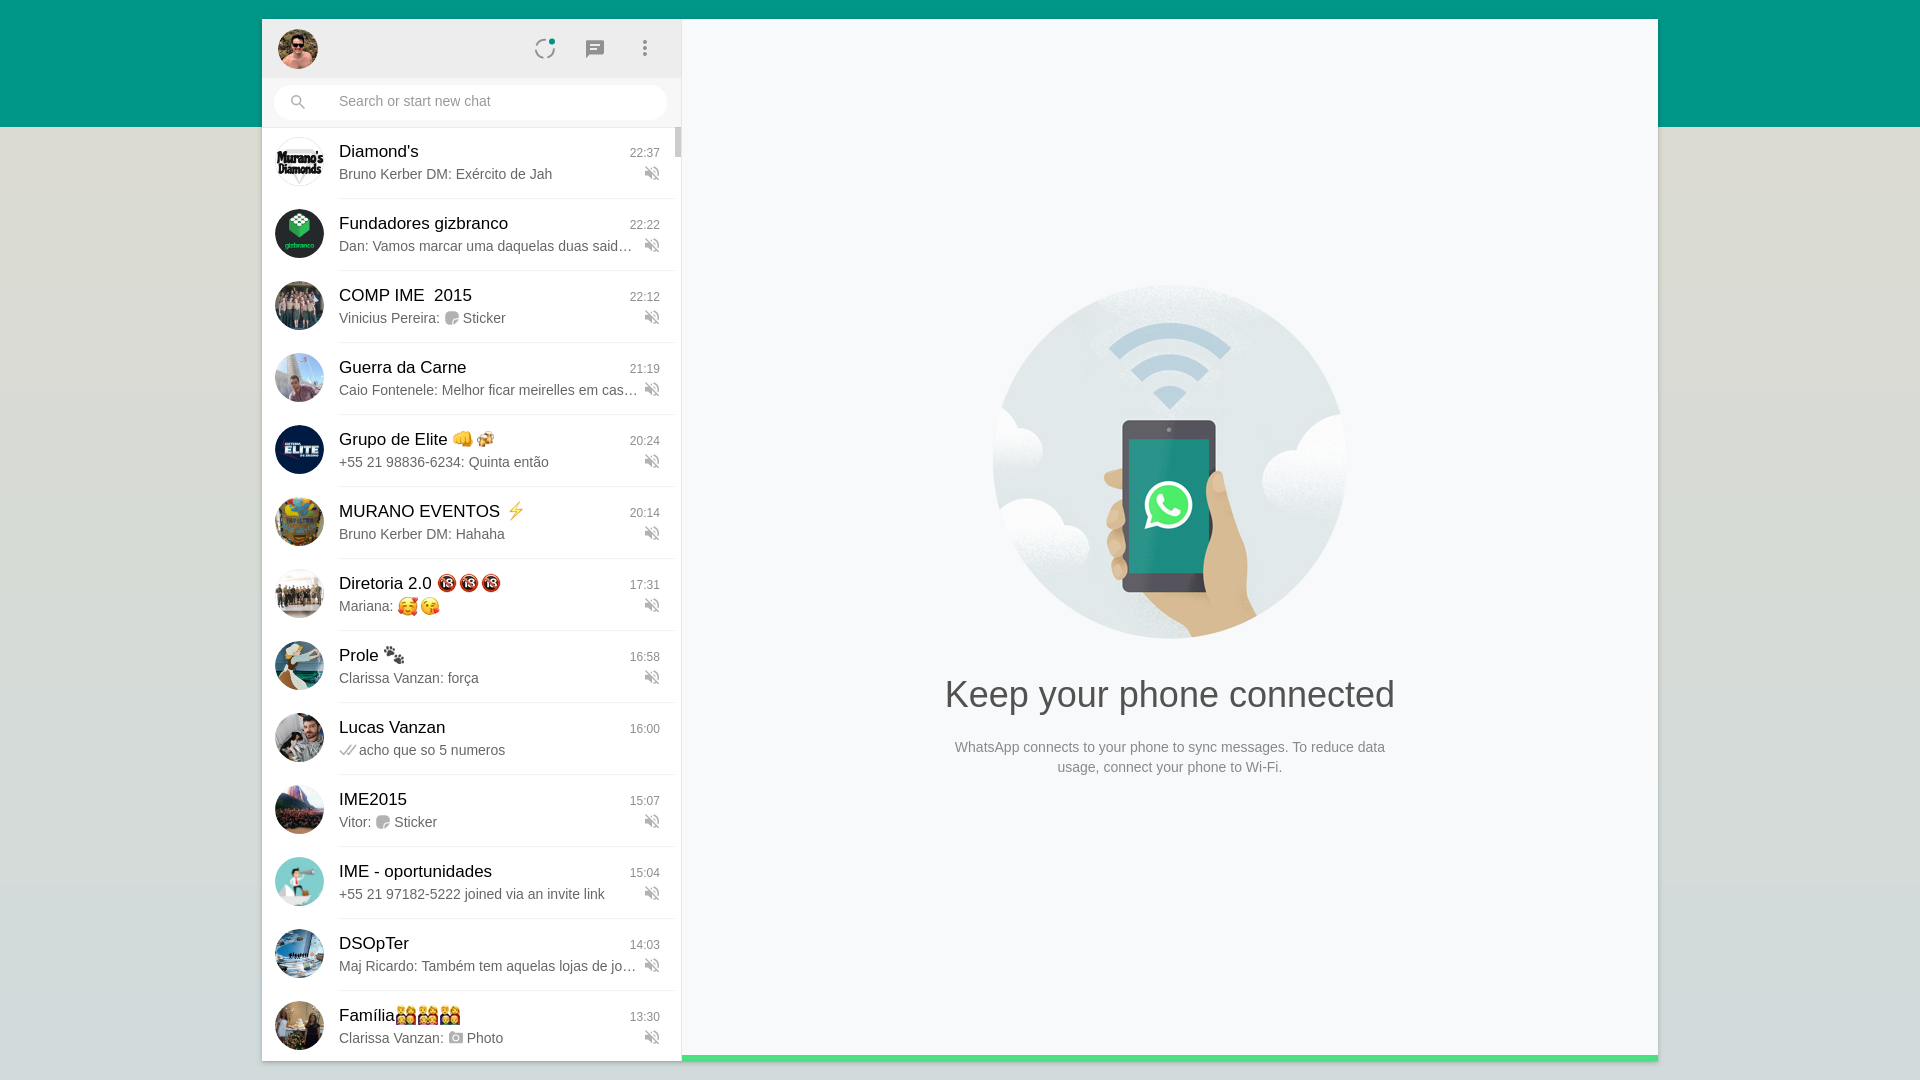 Search or start new chat
Murano's
Diamonds
Diamond's 22:37
Bruno Kerber DM: Exército de Jah
gizbranco
Fundadores gizbranco 22:22
Dan: Vamos marcar uma daquelas duas said…
COMP IME  2015 22:12
Vinicius Pereira: Sticker
Guerra da Carne 21:19
Caio Fontenele: Melhor ficar meirelles em cas…
ELITE
Grupo de Elite 👊🍻 20:24
+55 21 98836-6234: Quinta então
MURANO EVENTOS ⚡ 20:14
Bruno Kerber DM: Hahaha
Diretoria 2.0 🔞🔞🔞 17:31
Mariana: 🥰😘
Prole 🐾 16:58
Clarissa Vanzan: força
Lucas Vanzan 16:00
acho que so 5 numeros
IME2015 15:07
Vitor: Sticker
IME - oportunidades 15:04
+55 21 97182-5222 joined via an invite link
DSOpTer 14:03
Maj Ricardo: Também tem aquelas lojas de jo…
Família👨‍👩‍👧‍👦👨‍👩‍👧‍👧👨‍👩‍👦‍👦 13:30
Clarissa Vanzan: Photo
Keep your phone connected
WhatsApp connects to your phone to sync messages. To reduce data
usage, connect your phone to Wi-Fi.